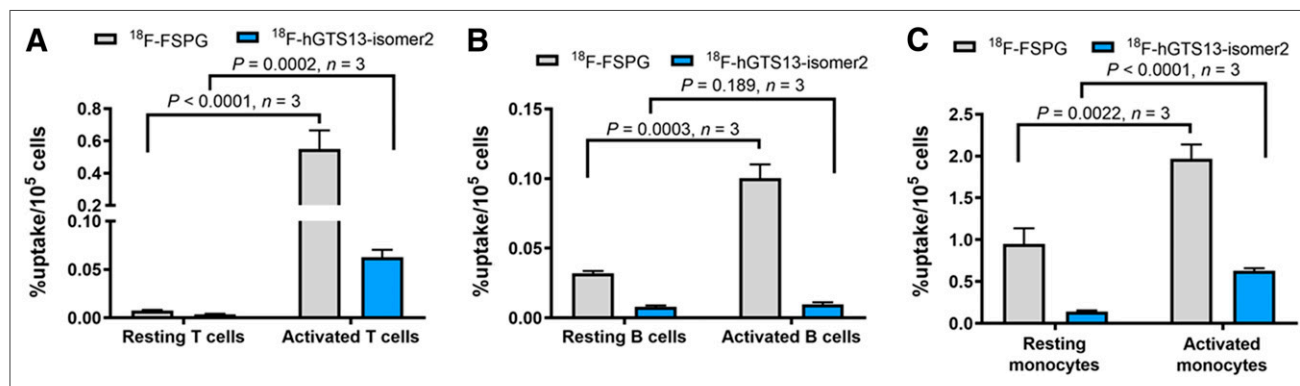 A
¹⁸F-FSPG ¹⁸F-hGTS13-isomer2
P = 0.0002, n = 3
P < 0.0001, n = 3
%uptake/10⁵ cells
0.8
0.6
0.4
0.2
0.10
0.05
0.00
Resting T cells Activated T cells
B
¹⁸F-FSPG ¹⁸F-hGTS13-isomer2
P = 0.189, n = 3
P = 0.0003, n = 3
%uptake/10⁵ cells
0.15
0.10
0.05
0.00
Resting B cells Activated B cells
C
¹⁸F-FSPG ¹⁸F-hGTS13-isomer2
P < 0.0001, n = 3
P = 0.0022, n = 3
%uptake/10⁵ cells
2.5
2.0
1.5
1.0
0.5
0.0
Resting Activated
monocytes monocytes